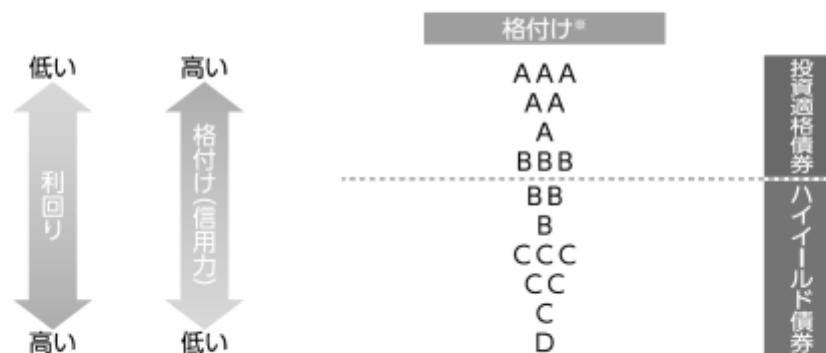 格付け※
低い
高い
利回り
格付け(信用力)
高い
低い
AAA
AA
A
BBB
BB
B
CCC
CC
C
D
投資適格債券
ハイイールド債券